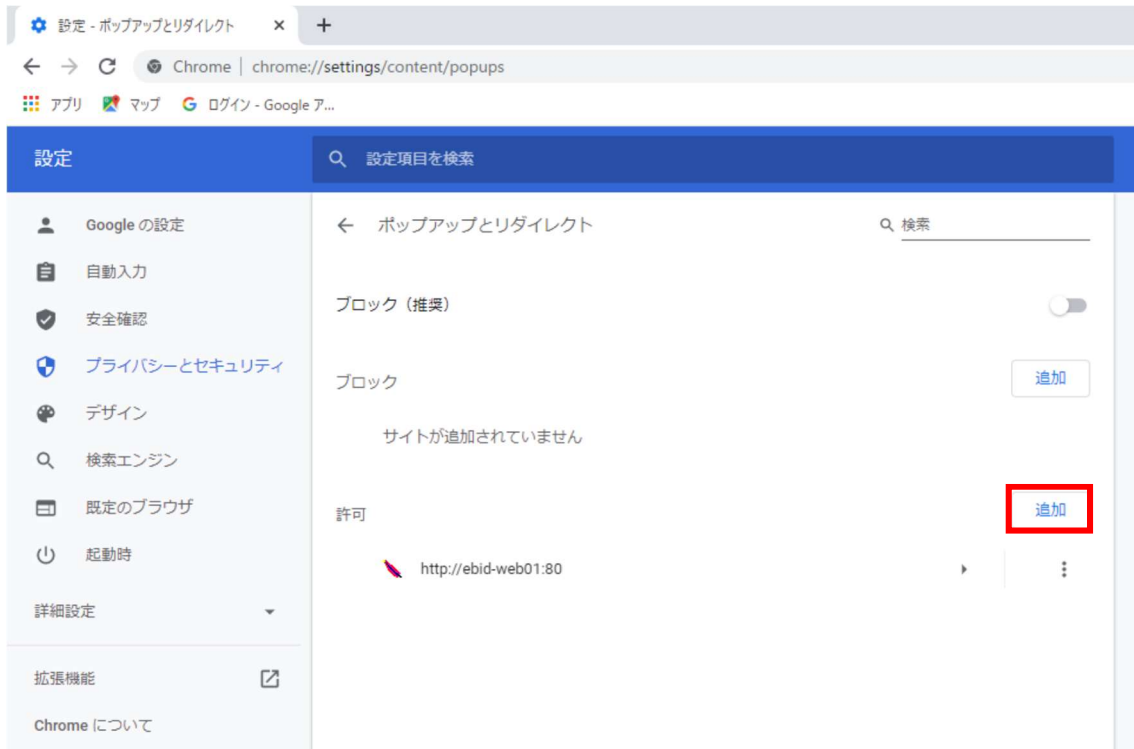 設定 - ポップアップとリダイレクト
Chrome | chrome://settings/content/popups
アプリ マップ ログイン - Google ア...
設定
設定項目を検索
Google の設定
自動入力
安全確認
プライバシーとセキュリティ
デザイン
検索エンジン
既定のブラウザ
起動時
詳細設定
拡張機能
Chrome について
ポップアップとリダイレクト
検索
ブロック（推奨）
ブロック
追加
サイトが追加されていません
許可
追加
http://ebid-web01:80